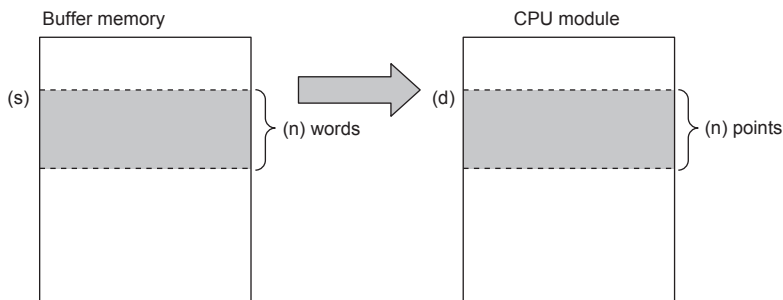 Buffer memory
CPU module
(s)
(n) words
(d)
(n) points